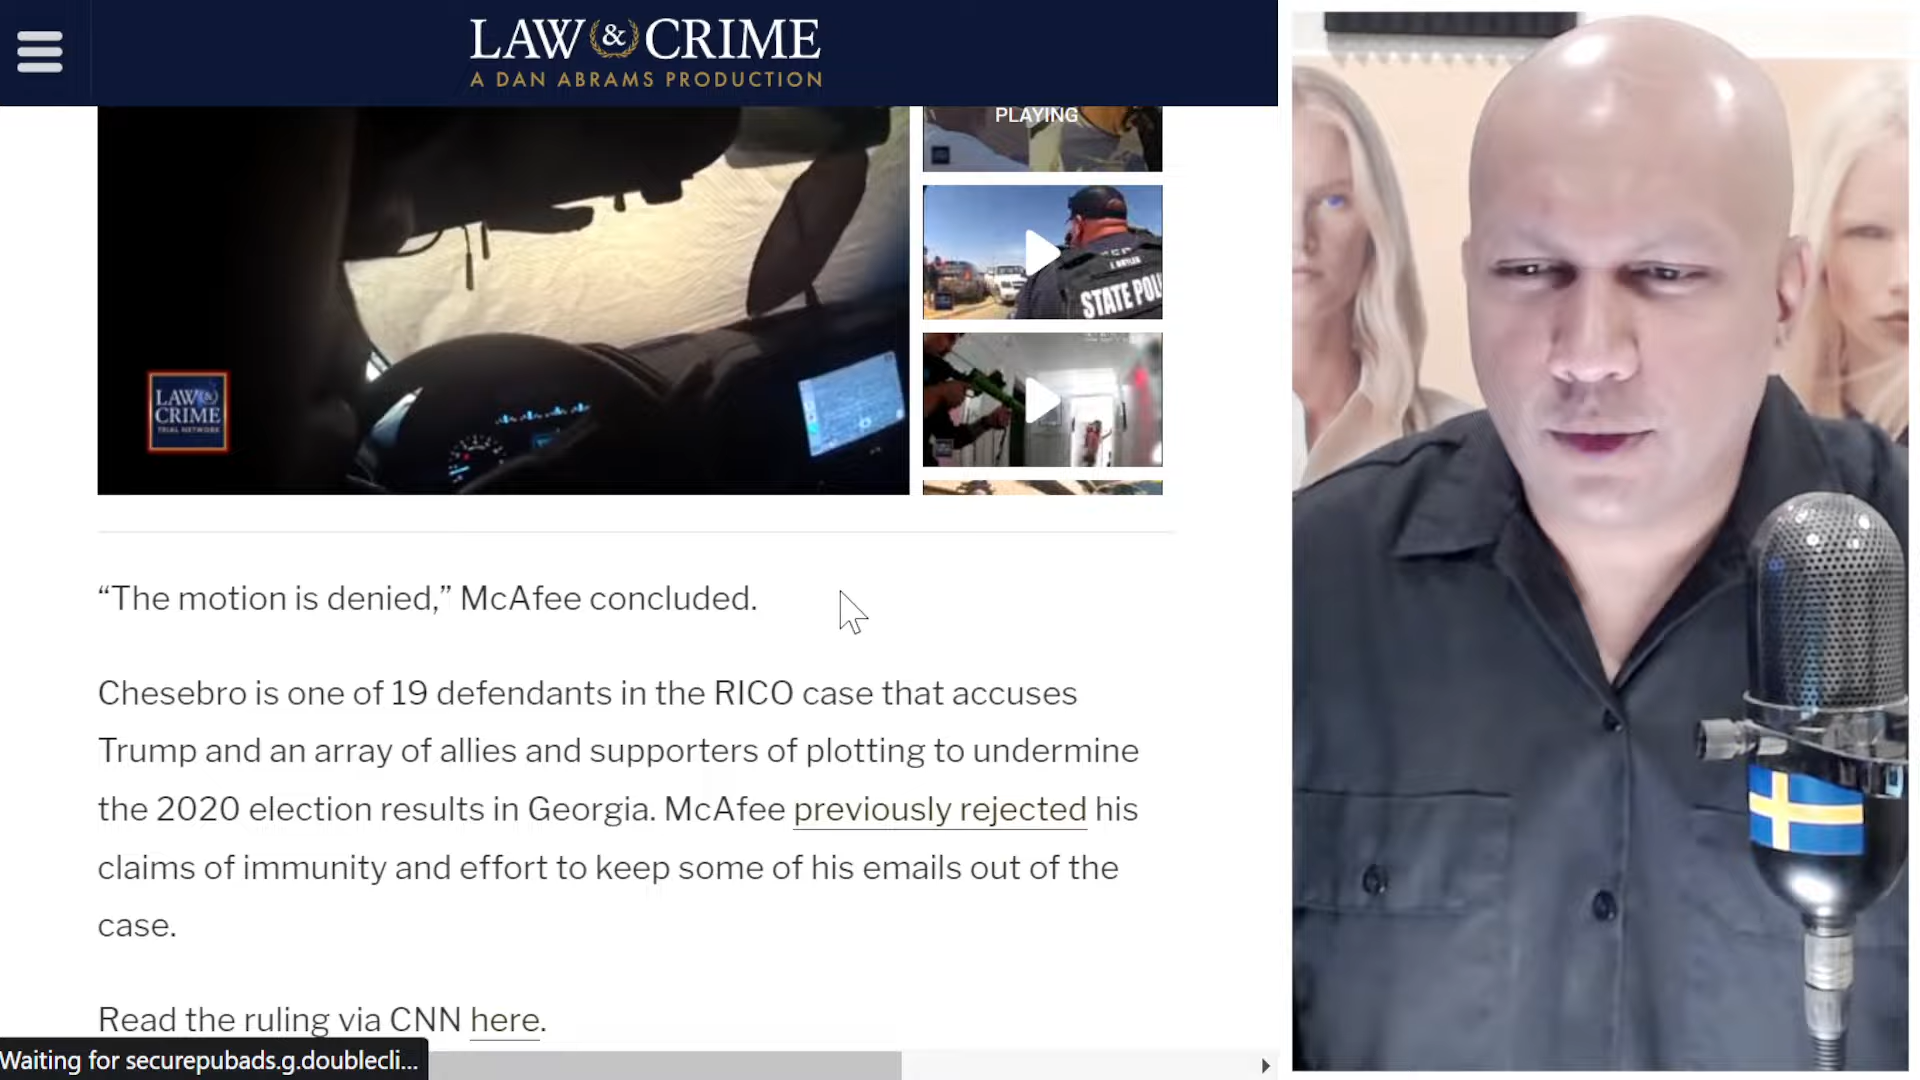 LAW & CRIME
A DAN ABRAMS PRODUCTION
PLAYING
STATE POL
LAW &
CRIME
TRIAL NETWORK
“The motion is denied,” McAfee concluded.
Chesebro is one of 19 defendants in the RICO case that accuses
Trump and an array of allies and supporters of plotting to undermine
the 2020 election results in Georgia. McAfee previously rejected his
claims of immunity and effort to keep some of his emails out of the
case.
Read the ruling via CNN here.
Waiting for securepubads.g.doublecli...